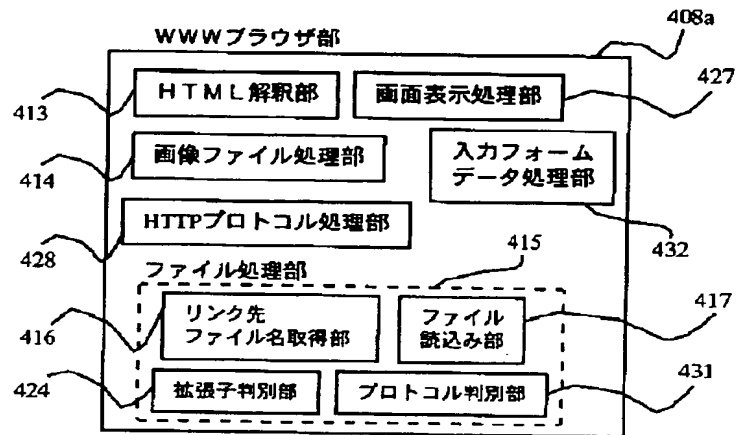 WWWブラウザ部
408a
HTML解釈部
画面表示処理部
427
413
画像ファイル処理部
入力フォーム
データ処理部
414
HTTPプロトコル処理部
428
432
ファイル処理部
415
リンク先
ファイル名取得部
ファイル
読込み部
417
416
拡張子判別部
プロトコル判別部
431
424